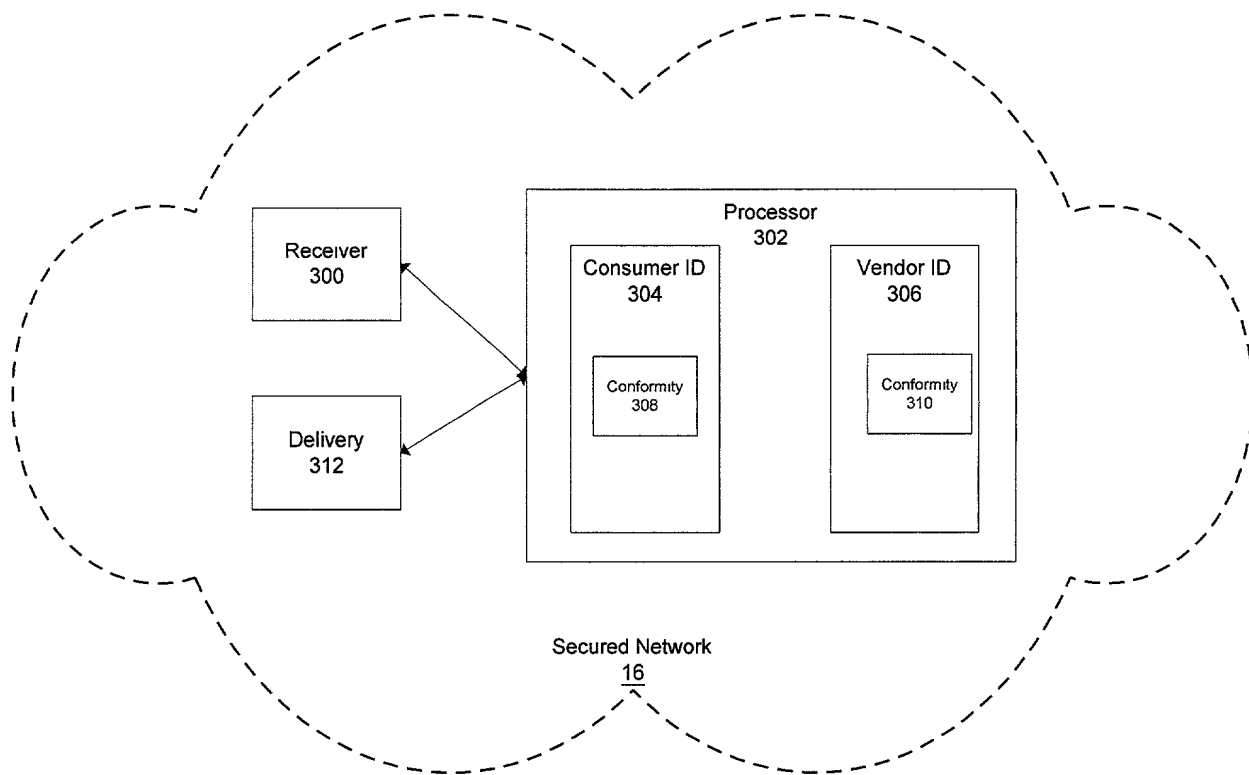 Processor
302
Receiver
300
Consumer ID
304
Vendor ID
306
Conformity
308
Conformity
310
Delivery
312
Secured Network
16